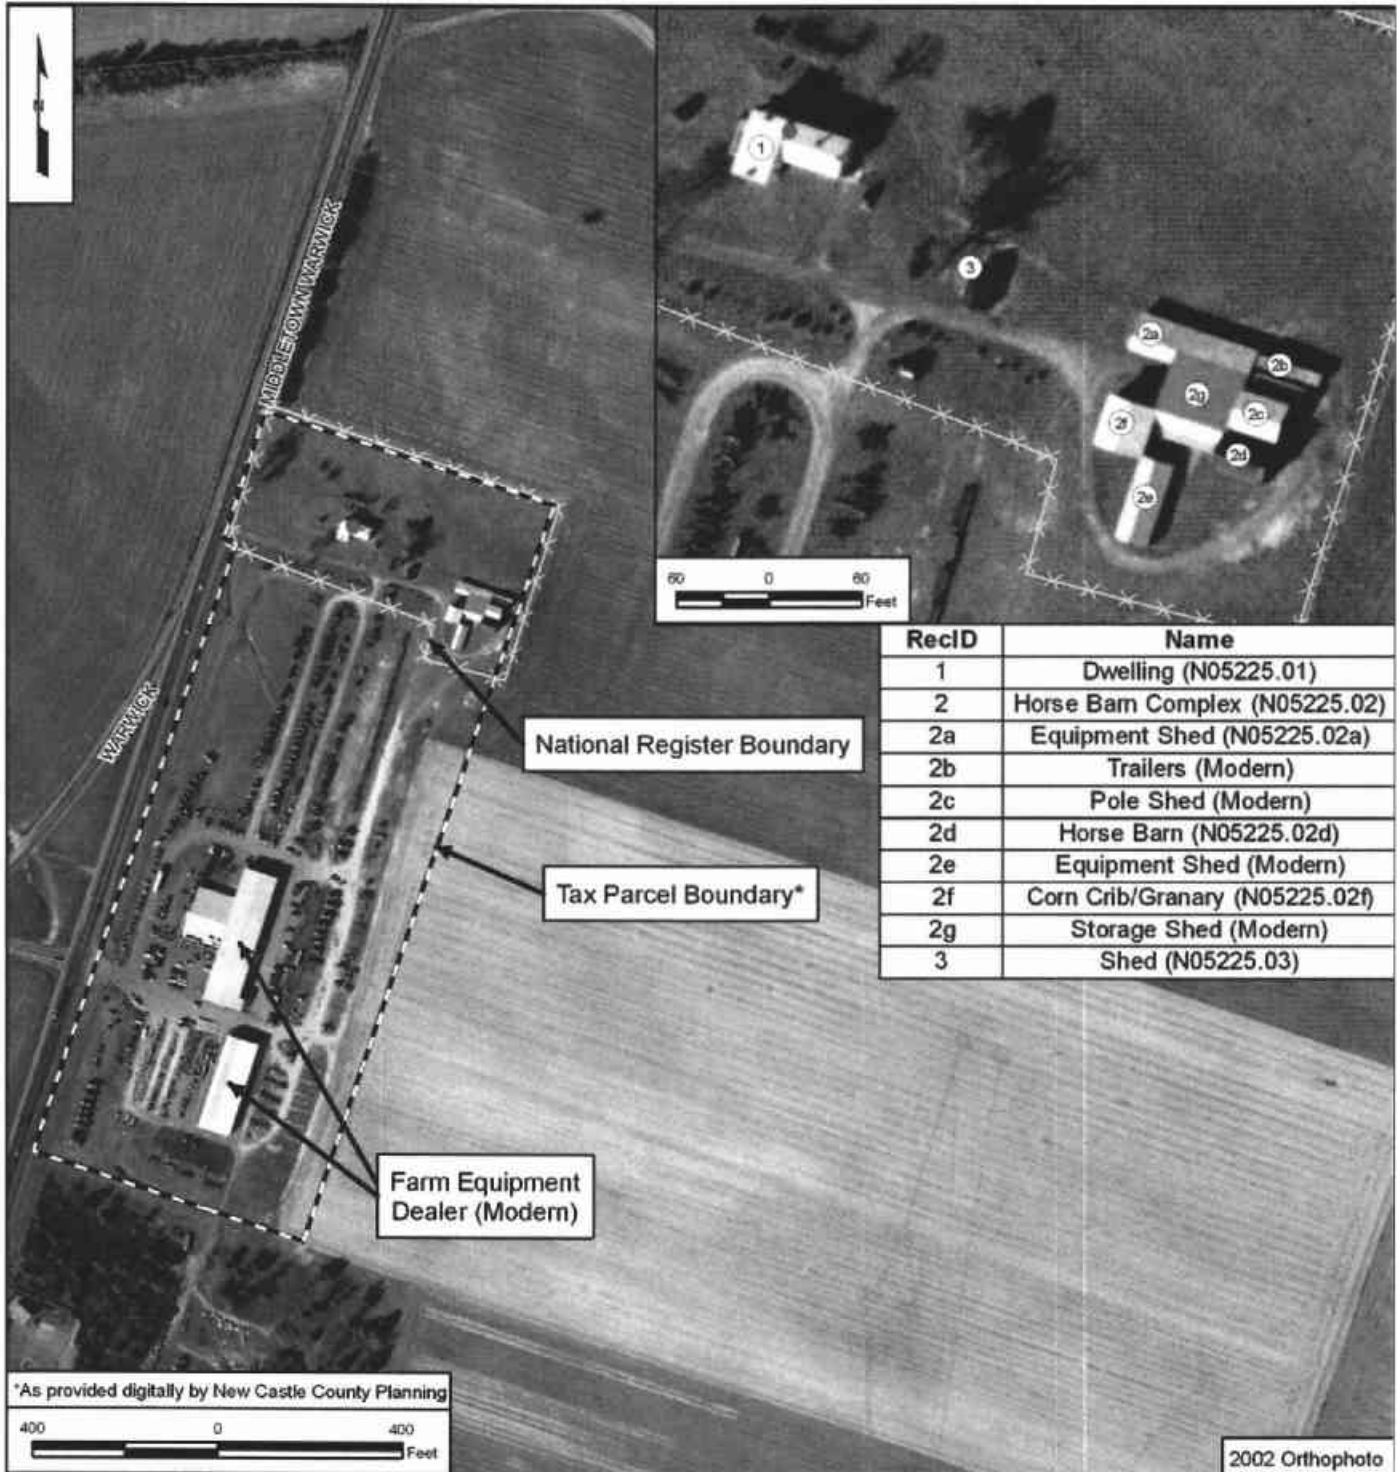 N
MIDDLETOWN WARWICK
WARWICK
1
3
2a
2b
2g
2c
2f
2d
2e
60 0 60
Feet
RecID Name
1 Dwelling (N05225.01)
2 Horse Barn Complex (N05225.02)
2a Equipment Shed (N05225.02a)
2b Trailers (Modern)
2c Pole Shed (Modern)
2d Horse Barn (N05225.02d)
2e Equipment Shed (Modern)
2f Corn Crib/Granary (N05225.02f)
2g Storage Shed (Modern)
3 Shed (N05225.03)
National Register Boundary
Tax Parcel Boundary*
Farm Equipment
Dealer (Modern)
*As provided digitally by New Castle County Planning
400 0 400
Feet
2002 Orthophoto